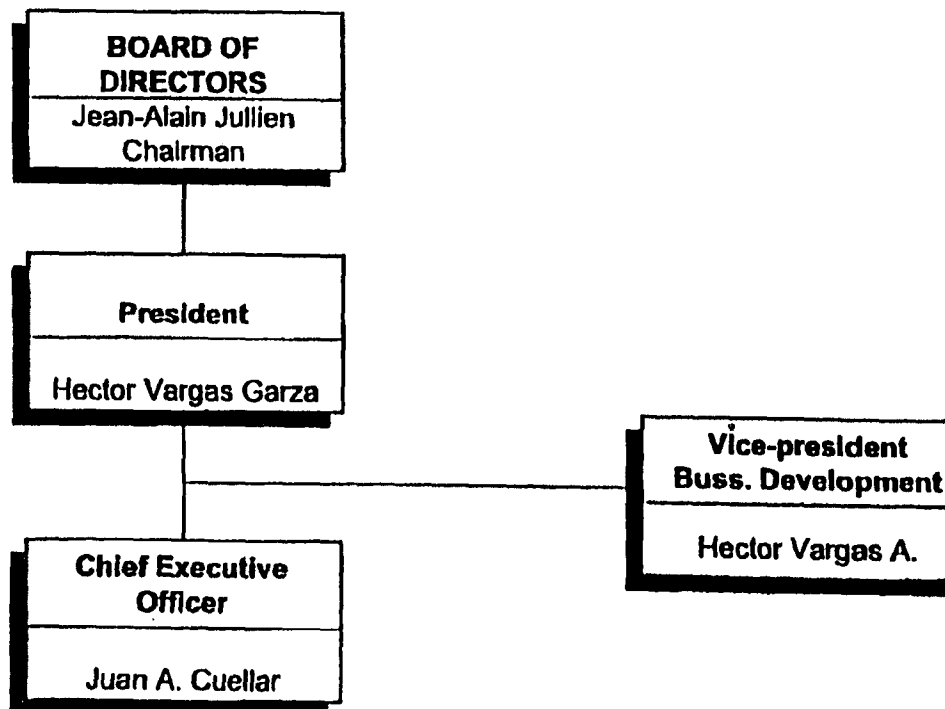 BOARD OF
DIRECTORS
Jean-Alain Jullien
Chairman
President
Hector Vargas Garza
Vice-president
Buss. Development
Hector Vargas A.
Chief Executive
Officer
Juan A. Cuellar